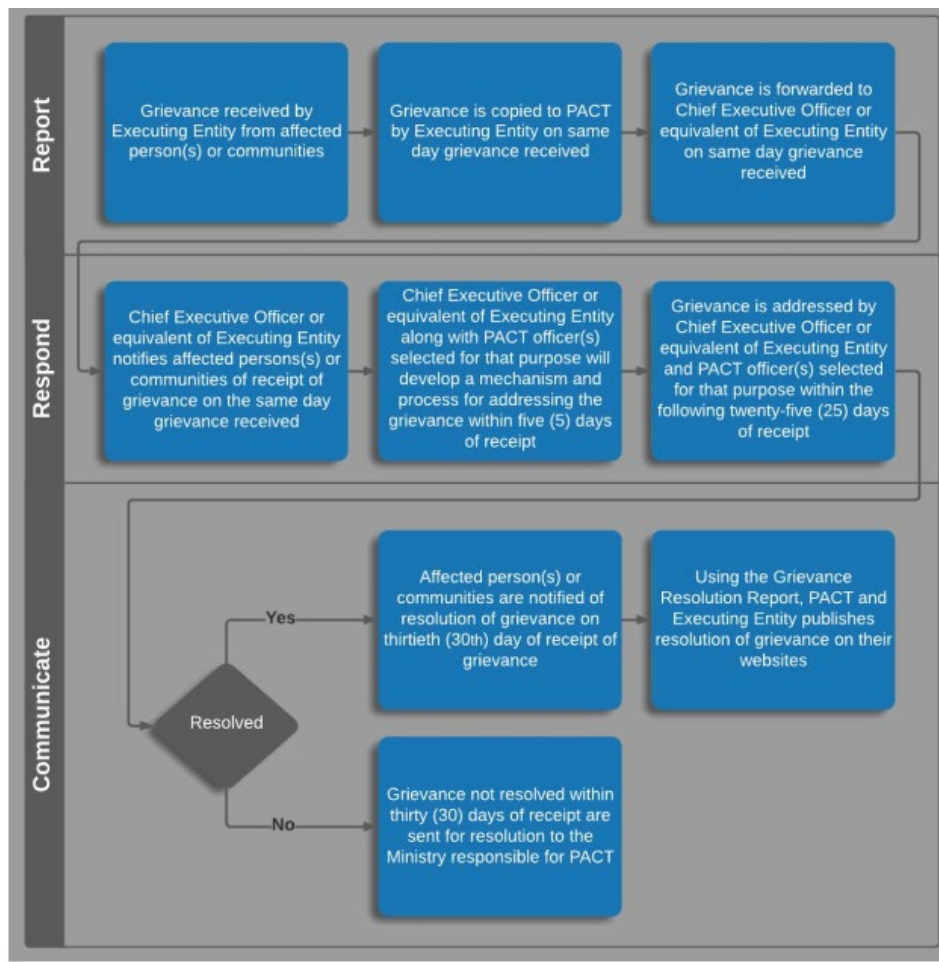 Report
Grievance received by
Executing Entity from affected
person(s) or communities
Grievance is copied to PACT
by Executing Entity on same
day grievance received
Grievance is forwarded to
Chief Executive Officer or
equivalent of Executing Entity
on same day grievance
received
Respond
Chief Executive Officer or
equivalent of Executing Entity
notifies affected persons(s) or
communities of receipt of
grievance on the same day
grievance received
Chief Executive Officer or
equivalent of Executing Entity
along with PACT officer(s)
selected for that purpose will
develop a mechanism and
process for addressing the
grievance within five (5) days
of receipt
Grievance is addressed by
Chief Executive Officer or
equivalent of Executing Entity
and PACT officer(s) selected
for that purpose within the
following twenty-five (25) days
of receipt
Communicate
Resolved
Yes
Affected person(s) or
communities are notified of
resolution of grievance on
thirtieth (30th) day of receipt of
grievance
Using the Grievance
Resolution Report, PACT and
Executing Entity publishes
resolution of grievance on their
websites
No
Grievance not resolved within
thirty (30) days of receipt are
sent for resolution to the
Ministry responsible for PACT